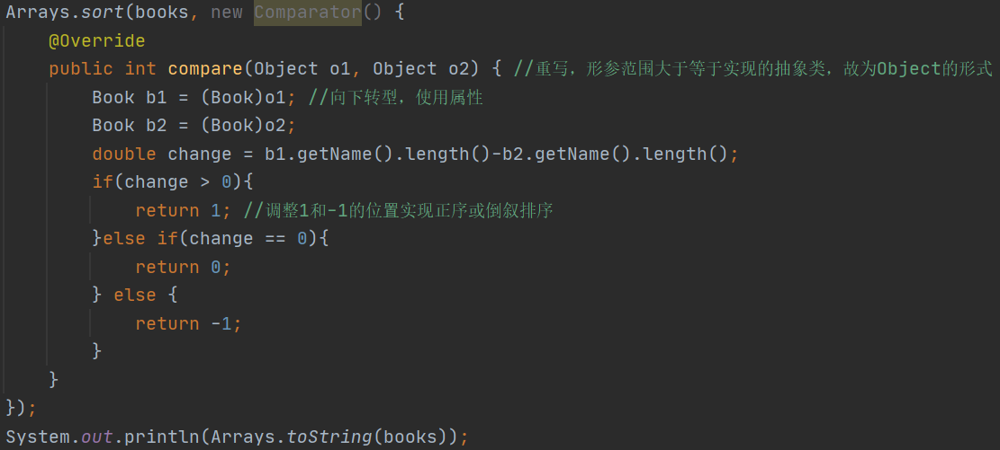 Arrays.sort(books, new Comparator() {
@Override
public int compare(Object o1, Object o2) { //重写，形参范围大于等于实现的抽象类，故为Object的形式
Book b1 = (Book)o1; //向下转型，使用属性
Book b2 = (Book)o2;
double change = b1.getName().length()-b2.getName().length();
if(change > 0){
return 1; //调整1和-1的位置实现正序或倒叙排序
}else if(change == 0){
return 0;
} else {
return -1;
}
}
});
System.out.println(Arrays.toString(books));